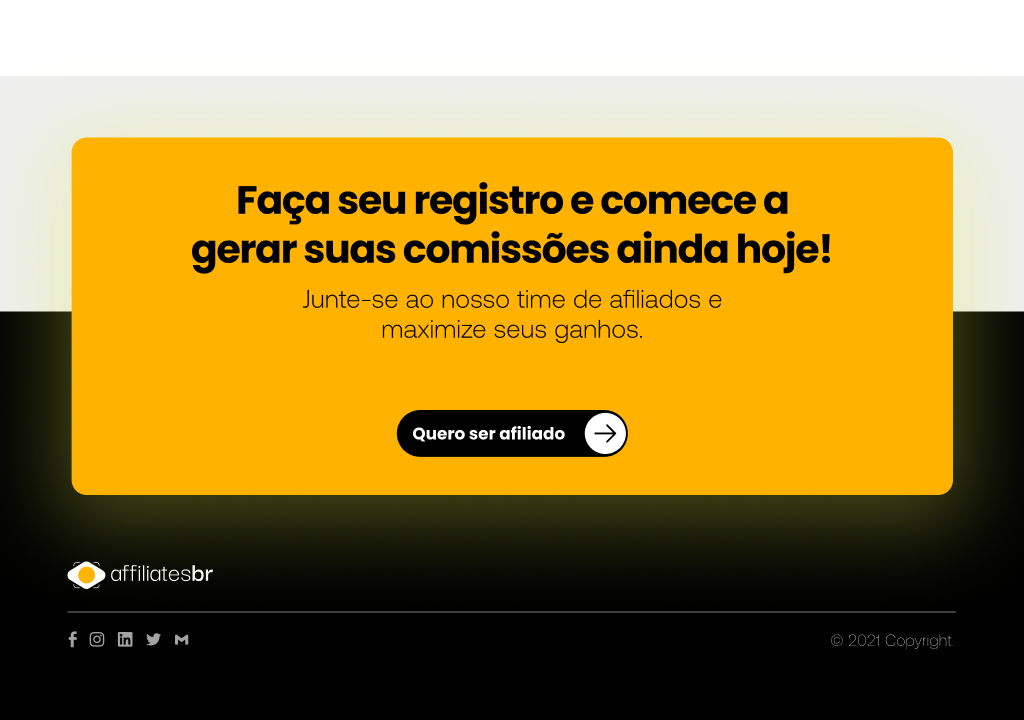 Faça seu registro e comece a
gerar suas comissões ainda hoje!
Junte-se ao nosso time de afiliados e
maximize seus ganhos.
Quero ser afiliado
affiliatesbr
© 2021 Copyright.